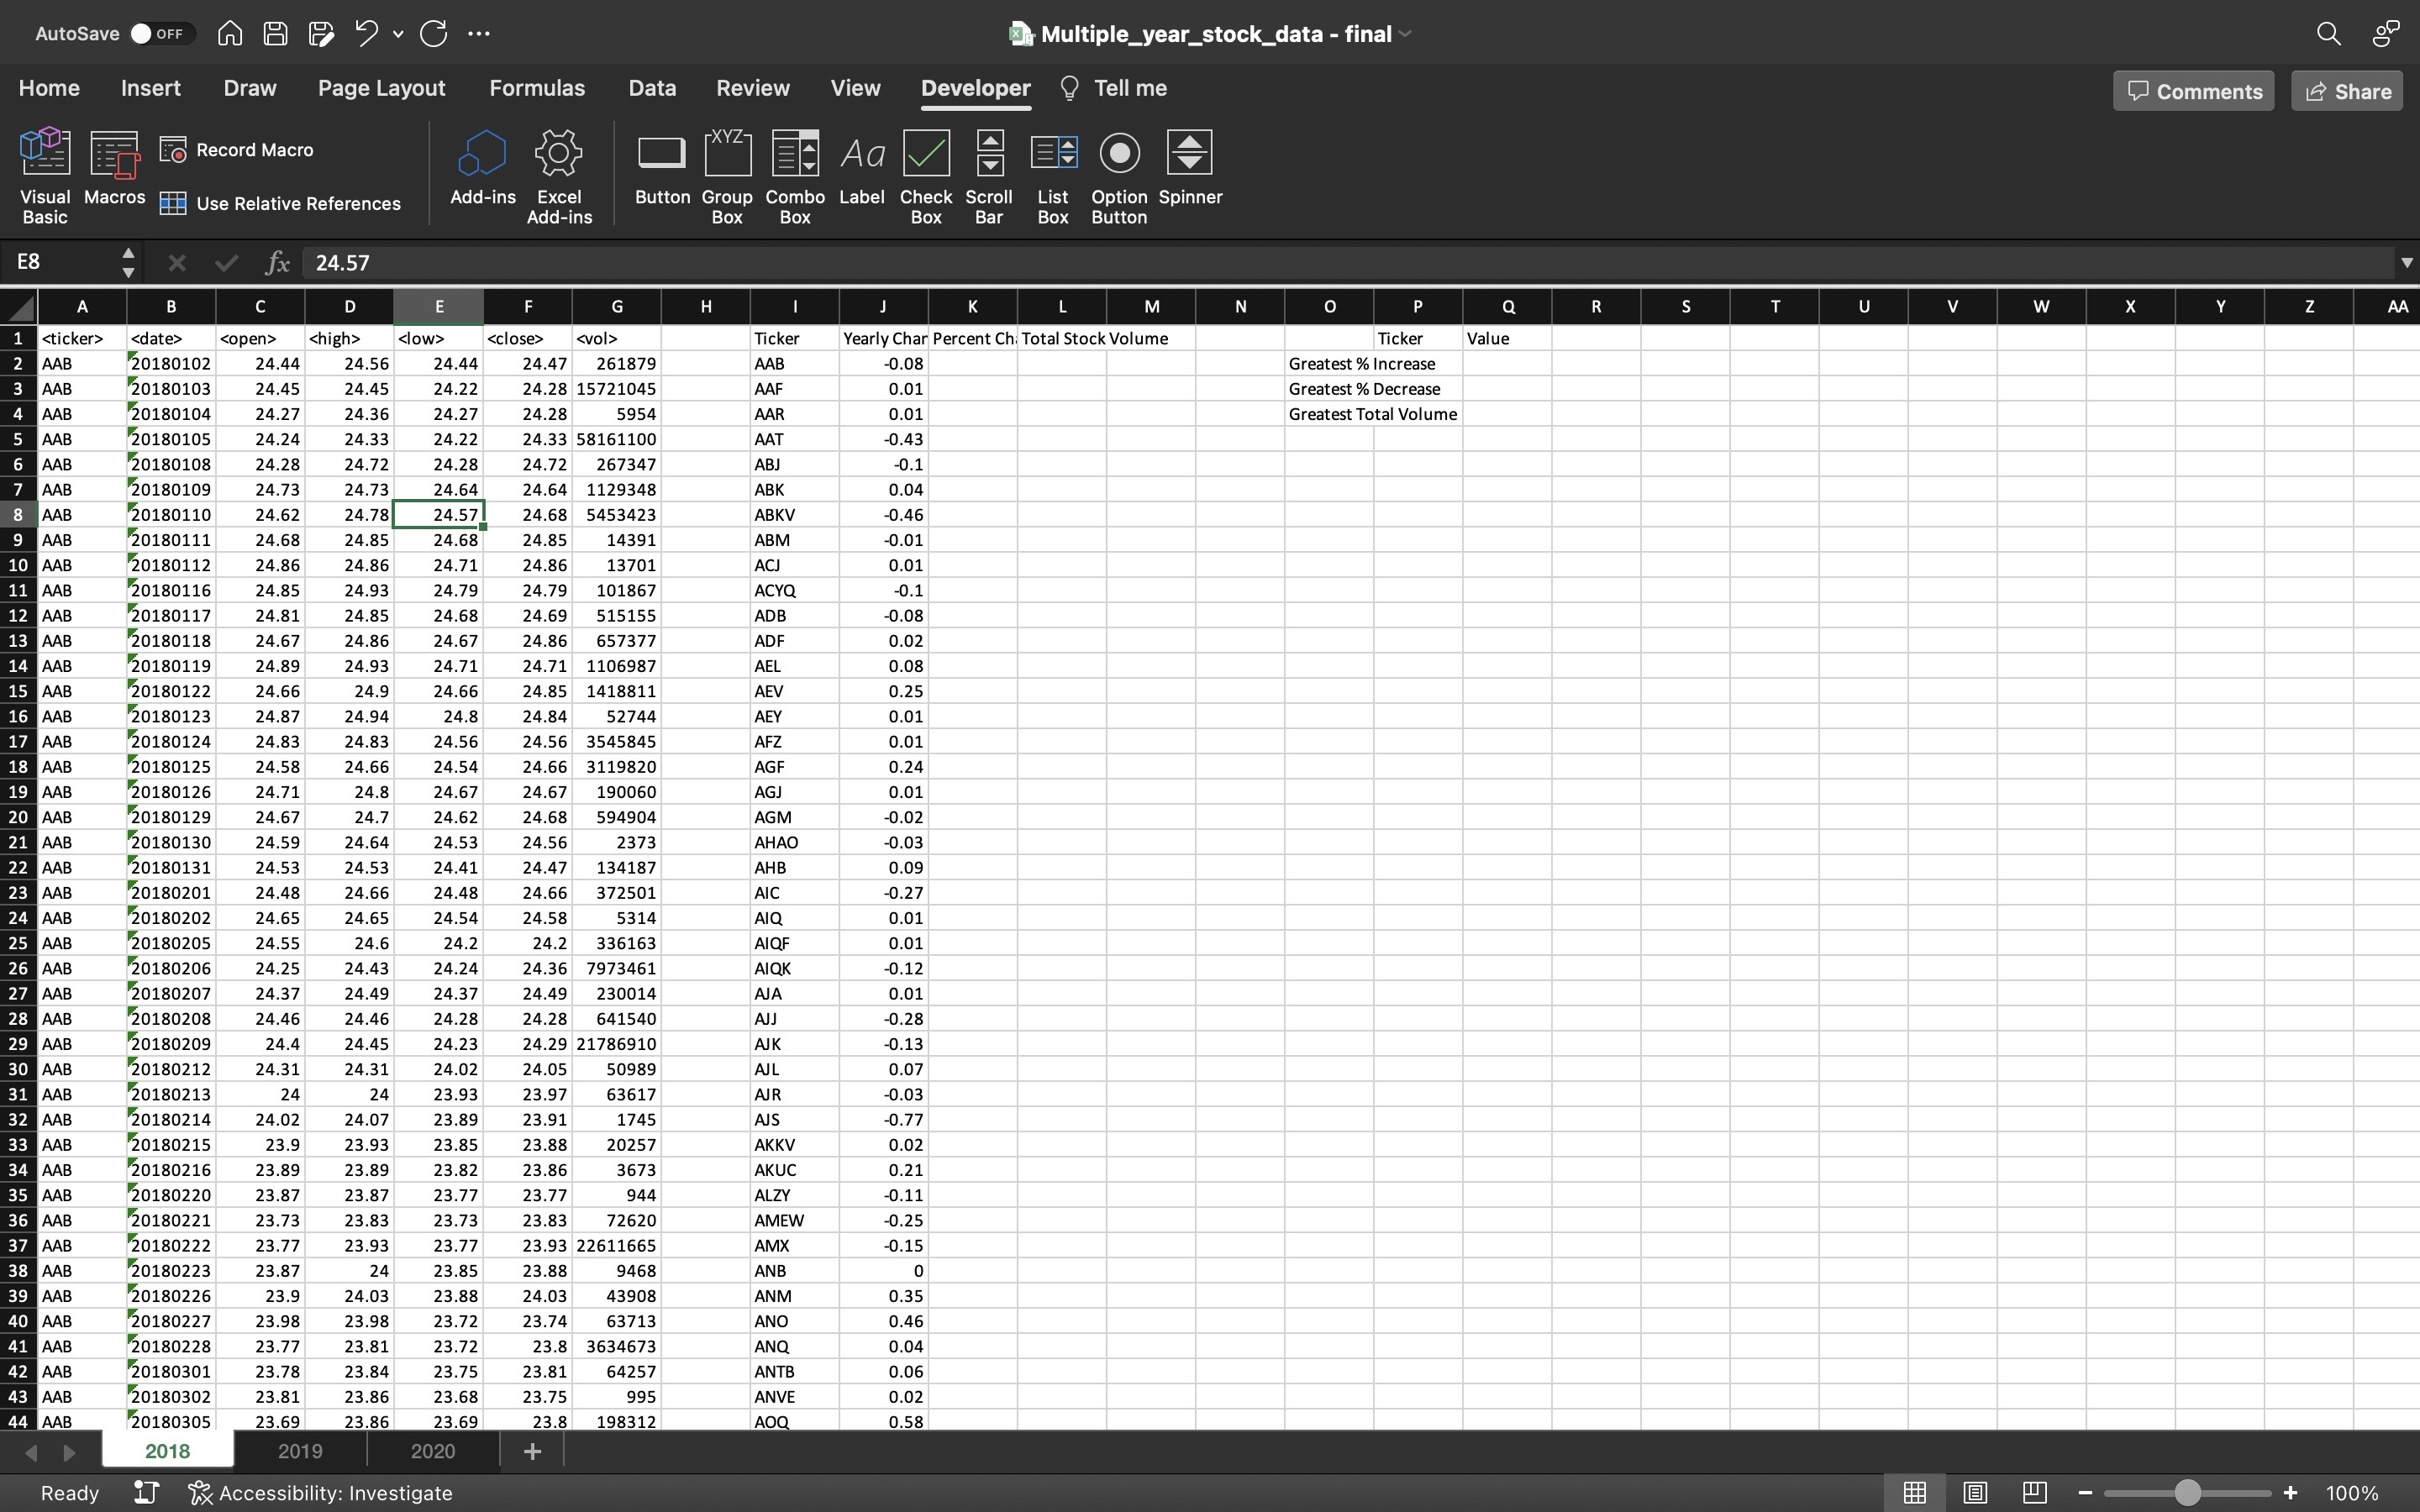 AutoSave OFF Multiple_year_stock_data - final
Home Insert Draw Page Layout Formulas Data Review View Developer Tell me Comments Share
Visual Basic Macros Record Macro Use Relative References Add-ins Excel Add-ins Button Group Box Combo Box Label Check Box Scroll Bar List Box Option Button Spinner
XYZ Aa
E8 fx 24.57
A B C D E F G H I J K L M N O P Q R S T U V W X Y Z AA
1 <ticker> <date> <open> <high> <low> <close> <vol> Ticker Yearly Char Percent Ch Total Stock Volume Ticker Value
2 AAB 20180102 24.44 24.56 24.44 24.47 261879 AAB -0.08 Greatest % Increase
3 AAB 20180103 24.45 24.45 24.22 24.28 15721045 AAF 0.01 Greatest % Decrease
4 AAB 20180104 24.27 24.36 24.27 24.28 5954 AAR 0.01 Greatest Total Volume
5 AAB 20180105 24.24 24.33 24.22 24.33 58161100 AAT -0.43
6 AAB 20180108 24.28 24.72 24.28 24.72 267347 ABJ -0.1
7 AAB 20180109 24.73 24.73 24.64 24.64 1129348 ABK 0.04
8 AAB 20180110 24.62 24.78 24.57 24.68 5453423 ABKV -0.46
9 AAB 20180111 24.68 24.85 24.68 24.85 14391 ABM -0.01
10 AAB 20180112 24.86 24.86 24.71 24.86 13701 ACJ 0.01
11 AAB 20180116 24.85 24.93 24.79 24.79 101867 ACYQ -0.1
12 AAB 20180117 24.81 24.85 24.68 24.69 515155 ADB -0.08
13 AAB 20180118 24.67 24.86 24.67 24.86 657377 ADF 0.02
14 AAB 20180119 24.89 24.93 24.71 24.71 1106987 AEL 0.08
15 AAB 20180122 24.66 24.9 24.66 24.85 1418811 AEV 0.25
16 AAB 20180123 24.87 24.94 24.8 24.84 52744 AEY 0.01
17 AAB 20180124 24.83 24.83 24.56 24.56 3545845 AFZ 0.01
18 AAB 20180125 24.58 24.66 24.54 24.66 3119820 AGF 0.24
19 AAB 20180126 24.71 24.8 24.67 24.67 190060 AGJ 0.01
20 AAB 20180129 24.67 24.7 24.62 24.68 594904 AGM -0.02
21 AAB 20180130 24.59 24.64 24.53 24.56 2373 AHAO -0.03
22 AAB 20180131 24.53 24.53 24.41 24.47 134187 AHB 0.09
23 AAB 20180201 24.48 24.66 24.48 24.66 372501 AIC -0.27
24 AAB 20180202 24.65 24.65 24.54 24.58 5314 AIQ 0.01
25 AAB 20180205 24.55 24.6 24.2 24.2 336163 AIQF 0.01
26 AAB 20180206 24.25 24.43 24.24 24.36 7973461 AIQK -0.12
27 AAB 20180207 24.37 24.49 24.37 24.49 230014 AJA 0.01
28 AAB 20180208 24.46 24.46 24.28 24.28 641540 AJJ -0.28
29 AAB 20180209 24.4 24.45 24.23 24.29 21786910 AJK -0.13
30 AAB 20180212 24.31 24.31 24.02 24.05 50989 AJL 0.07
31 AAB 20180213 24 24 23.93 23.97 63617 AJR -0.03
32 AAB 20180214 24.02 24.07 23.89 23.91 1745 AJS -0.77
33 AAB 20180215 23.9 23.93 23.85 23.88 20257 AKKV 0.02
34 AAB 20180216 23.89 23.89 23.82 23.86 3673 AKUC 0.21
35 AAB 20180220 23.87 23.87 23.77 23.77 944 ALZY -0.11
36 AAB 20180221 23.73 23.83 23.73 23.83 72620 AMEW -0.25
37 AAB 20180222 23.77 23.93 23.77 23.93 22611665 AMX -0.15
38 AAB 20180223 23.87 24 23.85 23.88 9468 ANB 0
39 AAB 20180226 23.9 24.03 23.88 24.03 43908 ANM 0.35
40 AAB 20180227 23.98 23.98 23.72 23.74 63713 ANO 0.46
41 AAB 20180228 23.77 23.81 23.72 23.8 3634673 ANQ 0.04
42 AAB 20180301 23.78 23.84 23.75 23.81 64257 ANTB 0.06
43 AAB 20180302 23.81 23.86 23.68 23.75 995 ANVE 0.02
44 AAB 20180305 23.69 23.86 23.69 23.8 198312 AOQ 0.58
2018 2019 2020
Ready Accessibility: Investigate 100%